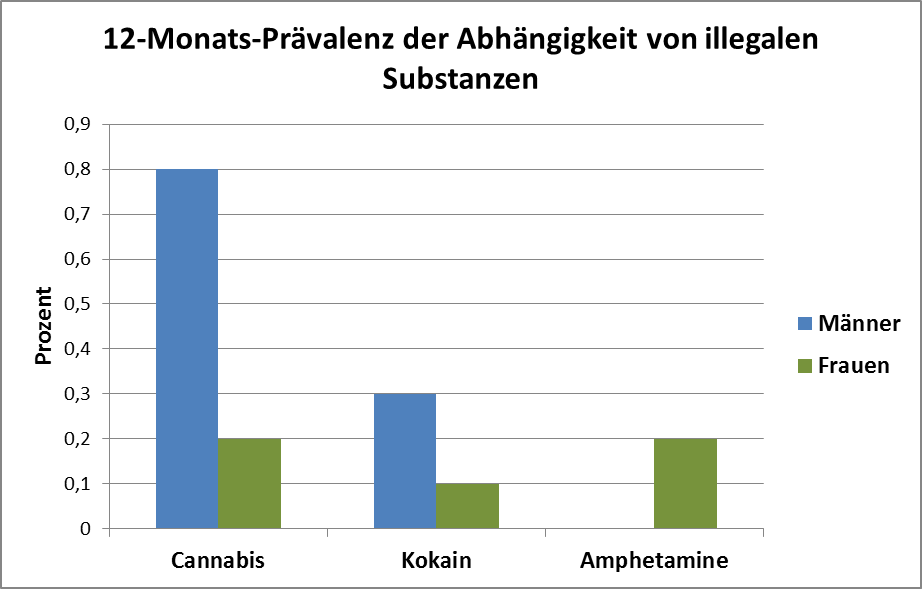 12-Monats-Prävalenz der Abhängigkeit von illegalen
Substanzen
0,9
0,8
0,7
0,6
0,5
0,4
0,3
0,2
0,1
0
Prozent
Cannabis
Kokain
Amphetamine
Männer
Frauen